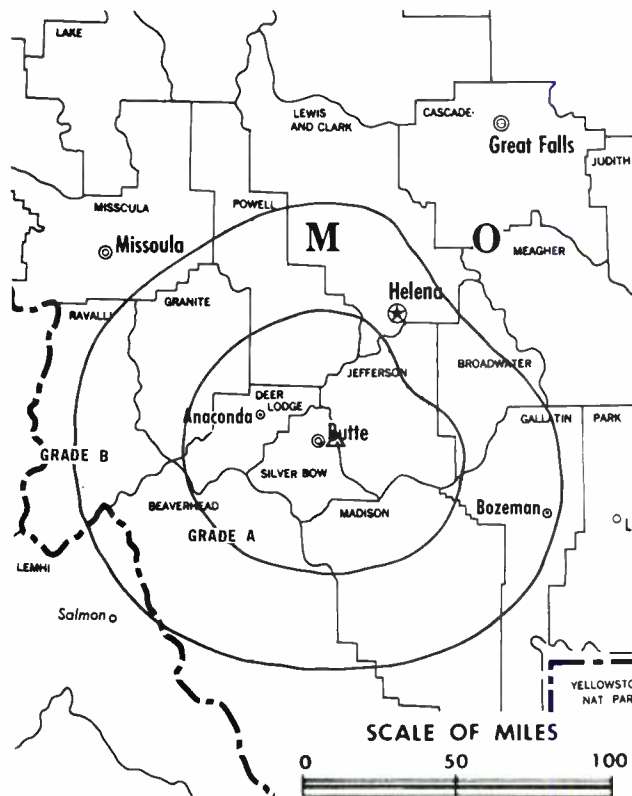 LAKE
LEWIS
AND CLARK
CASCADE
Great Falls
JUDITH
MISSCULA
POWELL
M
O
MEAGHER
Missoula
Helena
RAVALLI
GRANITE
JEFFERSON
BROADWATER
DEER
LODGE
Anaconda
GALLATIN
PARK
Butte
GRADE B
SILVER BOW
BEAVERHEAD
MADISON
Bozeman
GRADE A
L
LEMHI
Salmon
YELLOWSTO
NAT PAR
SCALE OF MILES
0 50 100